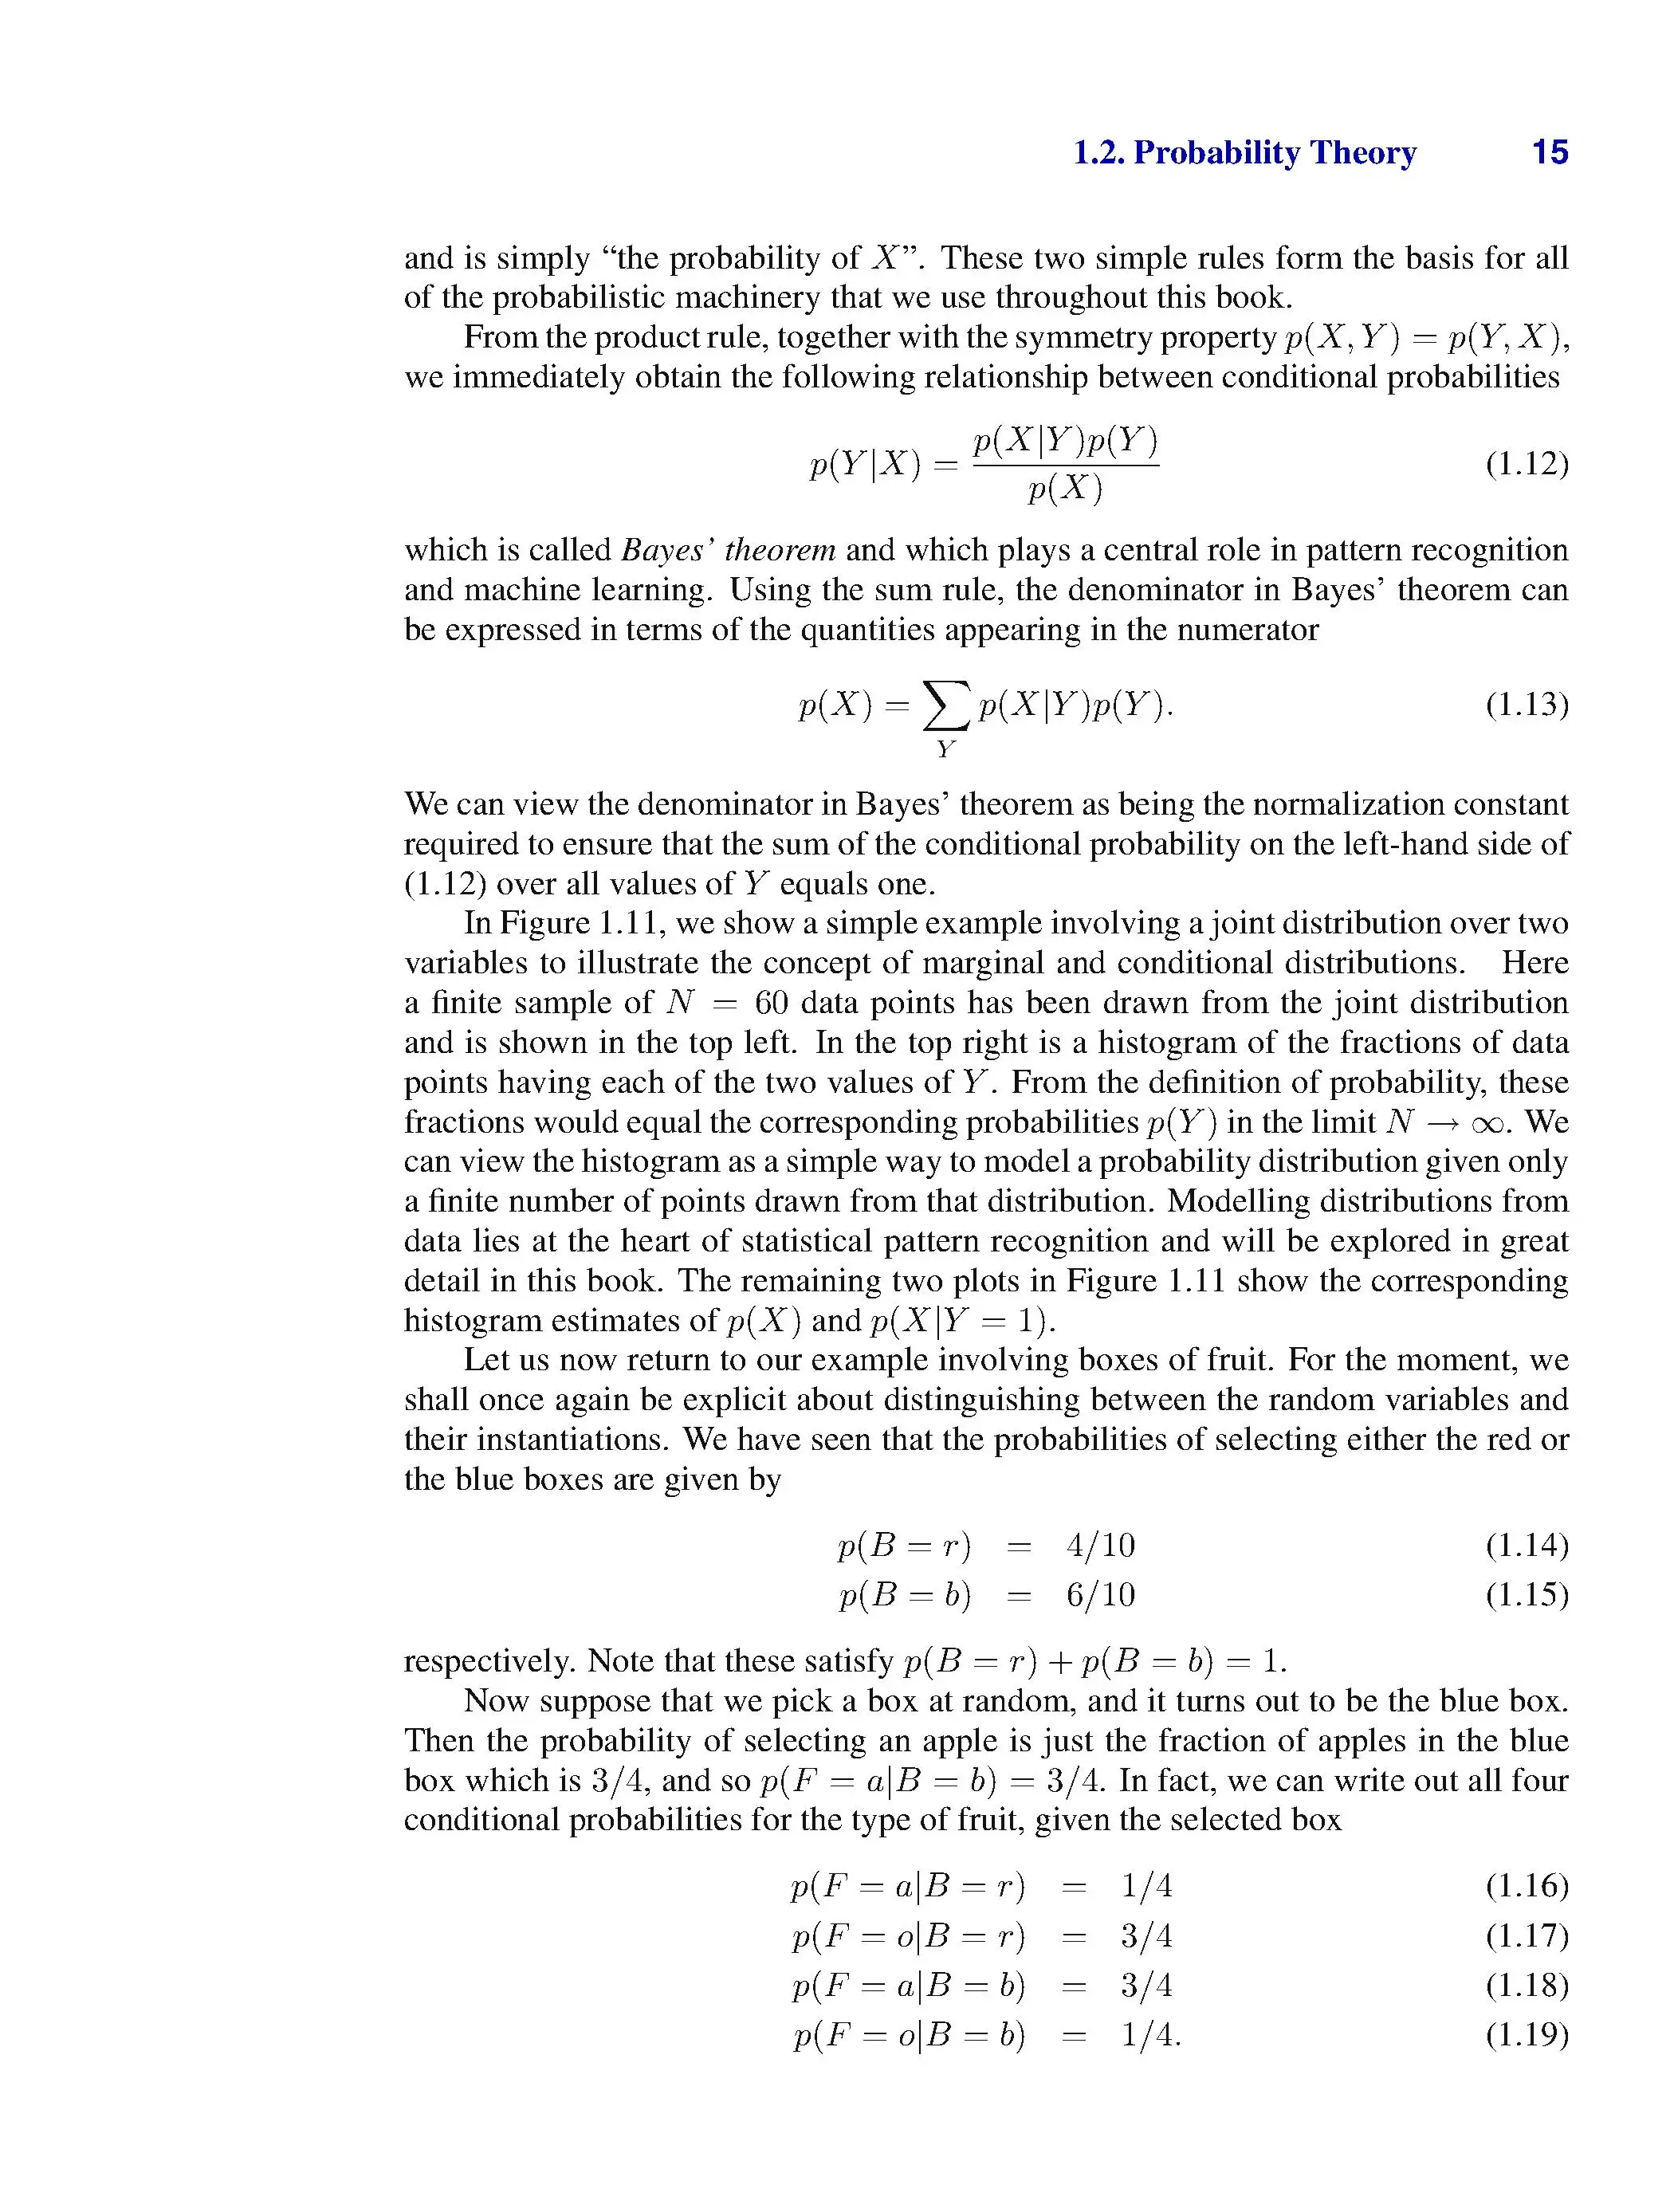 1.2. Probability Theory 15
and is simply “the probability of X”. These two simple rules form the basis for all
of the probabilistic machinery that we use throughout this book.
From the product rule, together with the symmetry property p(X, Y) = p(Y, X),
we immediately obtain the following relationship between conditional probabilities
p(Y|X) = p(X|Y)p(Y) / p(X) (1.12)
which is called Bayes’ theorem and which plays a central role in pattern recognition
and machine learning. Using the sum rule, the denominator in Bayes’ theorem can
be expressed in terms of the quantities appearing in the numerator
p(X) = ∑_Y p(X|Y)p(Y). (1.13)
We can view the denominator in Bayes’ theorem as being the normalization constant
required to ensure that the sum of the conditional probability on the left-hand side of
(1.12) over all values of Y equals one.
In Figure 1.11, we show a simple example involving a joint distribution over two
variables to illustrate the concept of marginal and conditional distributions. Here
a finite sample of N = 60 data points has been drawn from the joint distribution
and is shown in the top left. In the top right is a histogram of the fractions of data
points having each of the two values of Y. From the definition of probability, these
fractions would equal the corresponding probabilities p(Y) in the limit N → ∞. We
can view the histogram as a simple way to model a probability distribution given only
a finite number of points drawn from that distribution. Modelling distributions from
data lies at the heart of statistical pattern recognition and will be explored in great
detail in this book. The remaining two plots in Figure 1.11 show the corresponding
histogram estimates of p(X) and p(X|Y = 1).
Let us now return to our example involving boxes of fruit. For the moment, we
shall once again be explicit about distinguishing between the random variables and
their instantiations. We have seen that the probabilities of selecting either the red or
the blue boxes are given by
p(B = r) = 4/10 (1.14)
p(B = b) = 6/10 (1.15)
respectively. Note that these satisfy p(B = r) + p(B = b) = 1.
Now suppose that we pick a box at random, and it turns out to be the blue box.
Then the probability of selecting an apple is just the fraction of apples in the blue
box which is 3/4, and so p(F = a|B = b) = 3/4. In fact, we can write out all four
conditional probabilities for the type of fruit, given the selected box
p(F = a|B = r) = 1/4 (1.16)
p(F = o|B = r) = 3/4 (1.17)
p(F = a|B = b) = 3/4 (1.18)
p(F = o|B = b) = 1/4. (1.19)